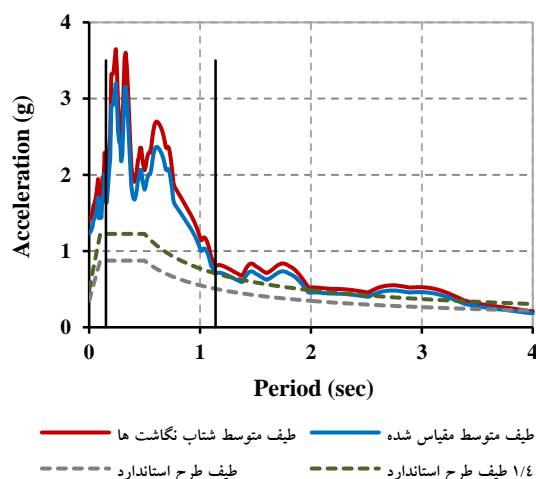 4
3
2
1
0
Acceleration (g)
0 1 2 3 4
Period (sec)
طیف متوسط شتاب نگاشت ها
طیف متوسط مقیاس شده
طیف طرح استاندارد
۱/٤ طیف طرح استاندارد